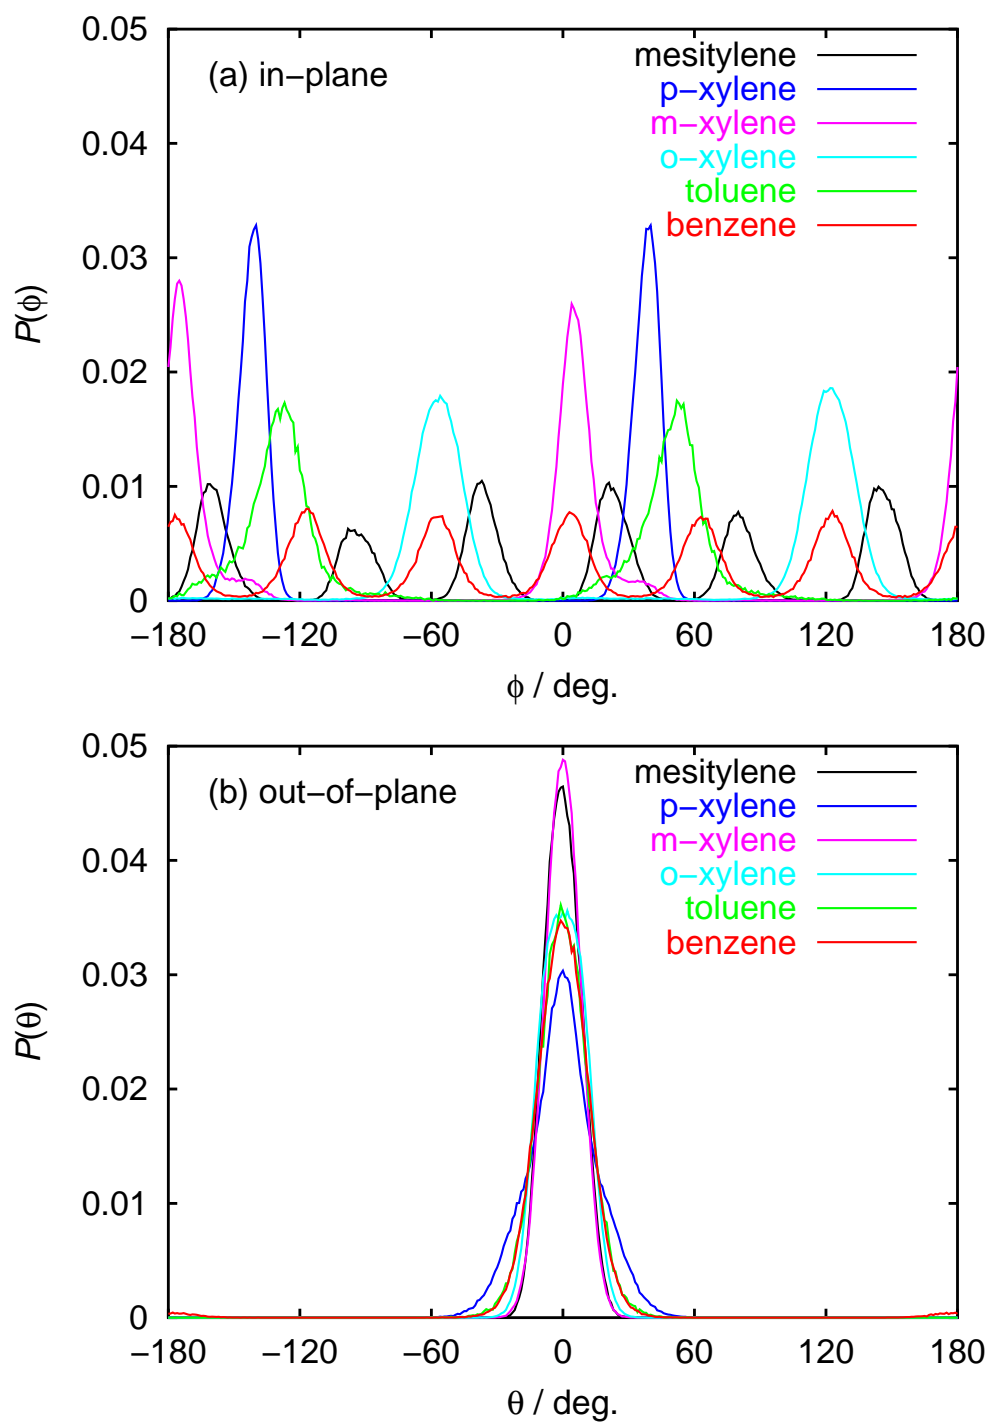 0.05
(a) in−plane
mesitylene
p−xylene
m−xylene
o−xylene
toluene
benzene
0.04
0.03
0.02
0.01
0
P(ϕ)
−180 −120 −60 0 60 120 180
ϕ / deg.
0.05
(b) out−of−plane
mesitylene
p−xylene
m−xylene
o−xylene
toluene
benzene
0.04
0.03
0.02
0.01
0
P(θ)
−180 −120 −60 0 60 120 180
θ / deg.